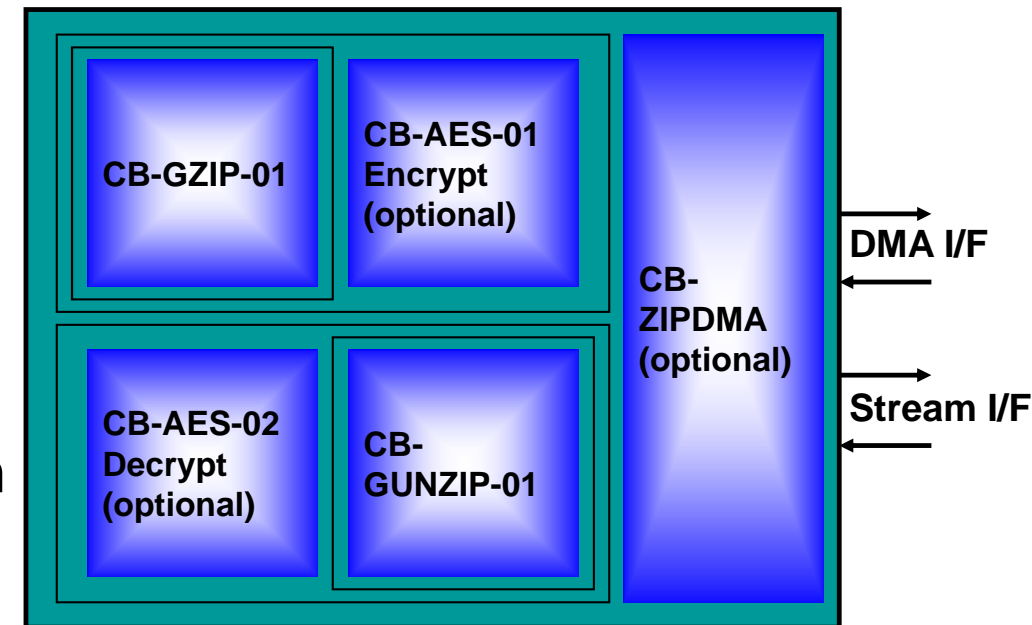 CB-GZIP-01
CB-AES-01
Encrypt
(optional)
CB-AES-02
Decrypt
(optional)
CB-
GUNZIP-01
CB-
ZIPDMA
(optional)
DMA I/F
Stream I/F